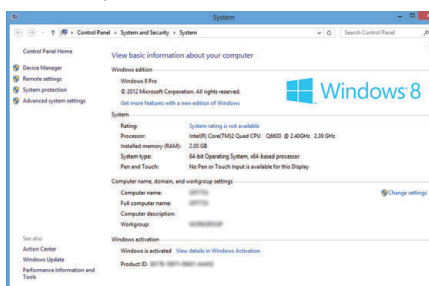 System
Control Panel › System and Security › System
Search Control Panel
Control Panel Home
Device Manager
Remote settings
System protection
Advanced system settings
View basic information about your computer
Windows edition
Windows 8 Pro
© 2012 Microsoft Corporation. All rights reserved.
Get more features with a new edition of Windows
Windows 8
System
Rating: System rating is not available
Processor: Intel(R) Core(TM)2 Quad CPU Q6600 @ 2.40GHz 2.39 GHz
Installed memory (RAM): 2.00 GB
System type: 64-bit Operating System, x64-based processor
Pen and Touch: No Pen or Touch Input is available for this Display
Computer name, domain, and workgroup settings
Computer name:
Change settings
Full computer name:
Computer description:
Workgroup:
Windows activation
Windows is activated View details in Windows Activation
Product ID:
See also
Action Center
Windows Update
Performance Information and
Tools